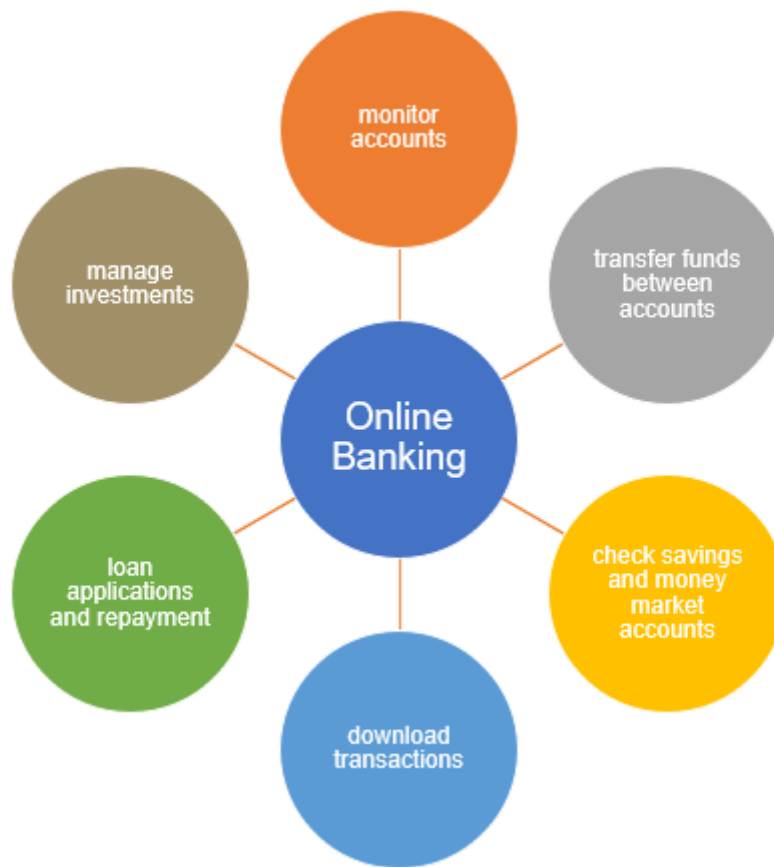 monitor
accounts
manage
investments
transfer funds
between
accounts
Online
Banking
loan
applications
and repayment
check savings
and money
market
accounts
download
transactions